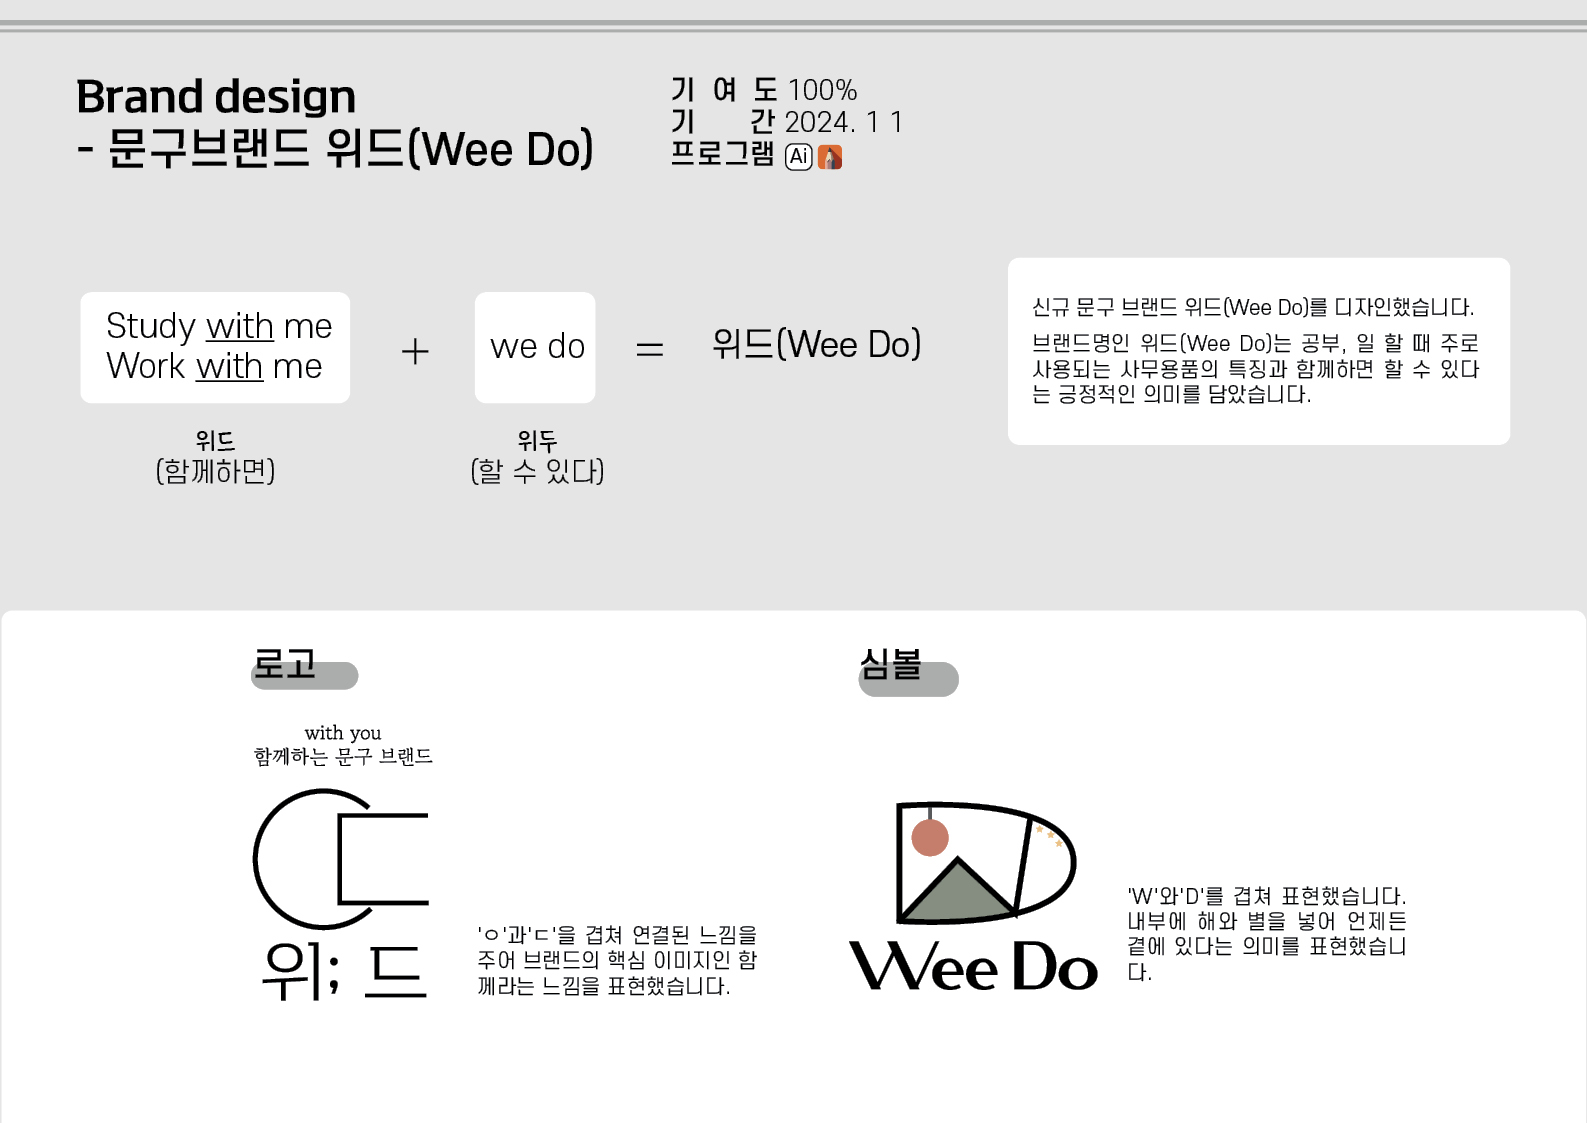 Brand design
- 문구브랜드 위드(Wee Do)
기 여 도 100%
기 간 2024. 1 1
프로그램 Ai
Study with me
Work with me
+
we do
=
위드(Wee Do)
위드
(함께하면)
위두
(할 수 있다)
신규 문구 브랜드 위드(Wee Do)를 디자인했습니다.
브랜드명인 위드(Wee Do)는 공부, 일 할 때 주로
사용되는 사무용품의 특징과 함께하면 할 수 있다
는 긍정적인 의미를 담았습니다.
로고
with you
함께하는 문구 브랜드
위; 드
'ㅇ'과'ㄷ'을 겹쳐 연결된 느낌을
주어 브랜드의 핵심 이미지인 함
께라는 느낌을 표현했습니다.
심볼
Wee Do
'W'와'D'를 겹쳐 표현했습니다.
내부에 해와 별을 넣어 언제든
곁에 있다는 의미를 표현했습니
다.